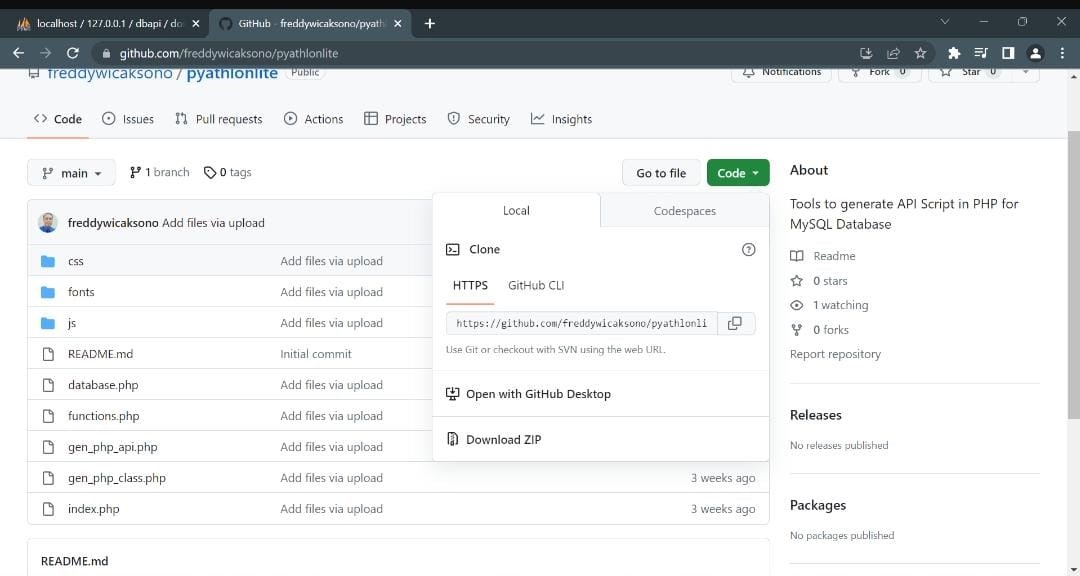 localhost / 127.0.0.1 / dbapi / do
GitHub - freddywicaksono/pyath
github.com/freddywicaksono/pyathlonlite
freddywicaksono / pyathlonlite Public
Notifications Fork 0 Star 0
Code Issues Pull requests Actions Projects Security Insights
main 1 branch 0 tags Go to file Code
freddywicaksono Add files via upload
css Add files via upload
fonts Add files via upload
js Add files via upload
README.md Initial commit
database.php Add files via upload
functions.php Add files via upload
gen_php_api.php Add files via upload
gen_php_class.php Add files via upload 3 weeks ago
index.php Add files via upload 3 weeks ago
README.md
Local Codespaces
Clone
HTTPS GitHub CLI
https://github.com/freddywicaksono/pyathlonli
Use Git or checkout with SVN using the web URL.
Open with GitHub Desktop
Download ZIP
About
Tools to generate API Script in PHP for
MySQL Database
Readme
0 stars
1 watching
0 forks
Report repository
Releases
No releases published
Packages
No packages published